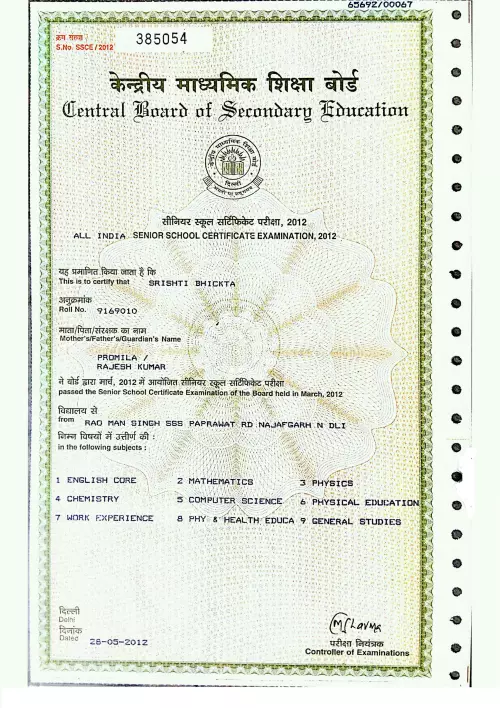 65692/00067
क्रम संख्या
S.No. SSCE / 2012
385054
केन्द्रीय माध्यमिक शिक्षा बोर्ड
Central Board of Secondary Education
सीनियर स्कूल सर्टिफिकेट परीक्षा, 2012
ALL INDIA SENIOR SCHOOL CERTIFICATE EXAMINATION, 2012
यह प्रमाणित किया जाता है कि
This is to certify that SRISHTI BHICKTA
अनुक्रमांक
Roll No. 9169010
माता/पिता/संरक्षक का नाम
Mother's/Father's/Guardian's Name
PROMILA /
RAJESH KUMAR
ने बोर्ड द्वारा मार्च, 2012 में आयोजित सीनियर स्कूल सर्टिफिकेट परीक्षा
passed the Senior School Certificate Examination of the Board held in March, 2012
विद्यालय से
from RAO MAN SINGH SSS PAPRAWAT RD NAJAFGARH N DLI
निम्न विषयों में उत्तीर्ण की :
in the following subjects :
1 ENGLISH CORE 2 MATHEMATICS 3 PHYSICS
4 CHEMISTRY 5 COMPUTER SCIENCE 6 PHYSICAL EDUCATION
7 WORK EXPERIENCE 8 PHY & HEALTH EDUCA 9 GENERAL STUDIES
दिल्ली
Delhi
दिनांक
Dated 28-05-2012
परीक्षा नियंत्रक
Controller of Examinations